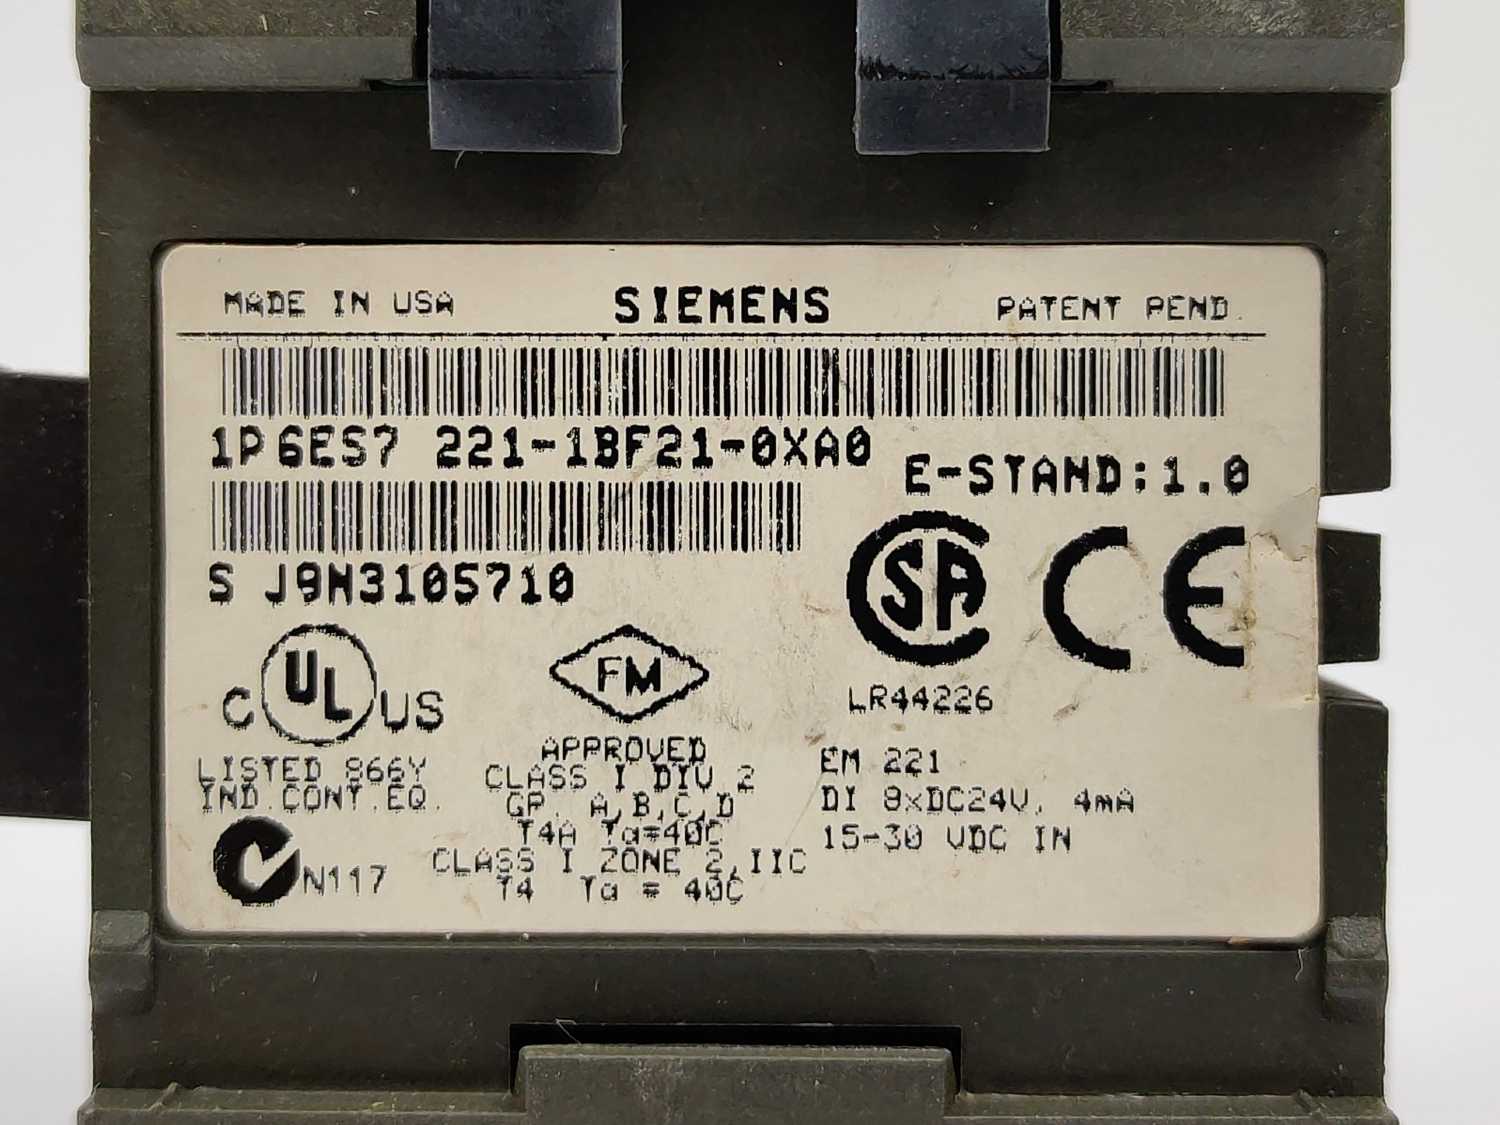 MADE IN USA SIEMENS PATENT PEND.
1P 6ES7 221-1BF21-0XA0
E-STAND:1.0
S J9N3105710
C UL US
FM
SA
CE
LR44226
APPROVED
CLASS I DIV 2
GP. A,B,C,D
T4A Ta=40C
CLASS I ZONE 2,IIC
T4 Ta = 40C
LISTED 866Y
IND.CONT.EQ.
N117
EM 221
DI 8xDC24V, 4mA
15-30 VDC IN